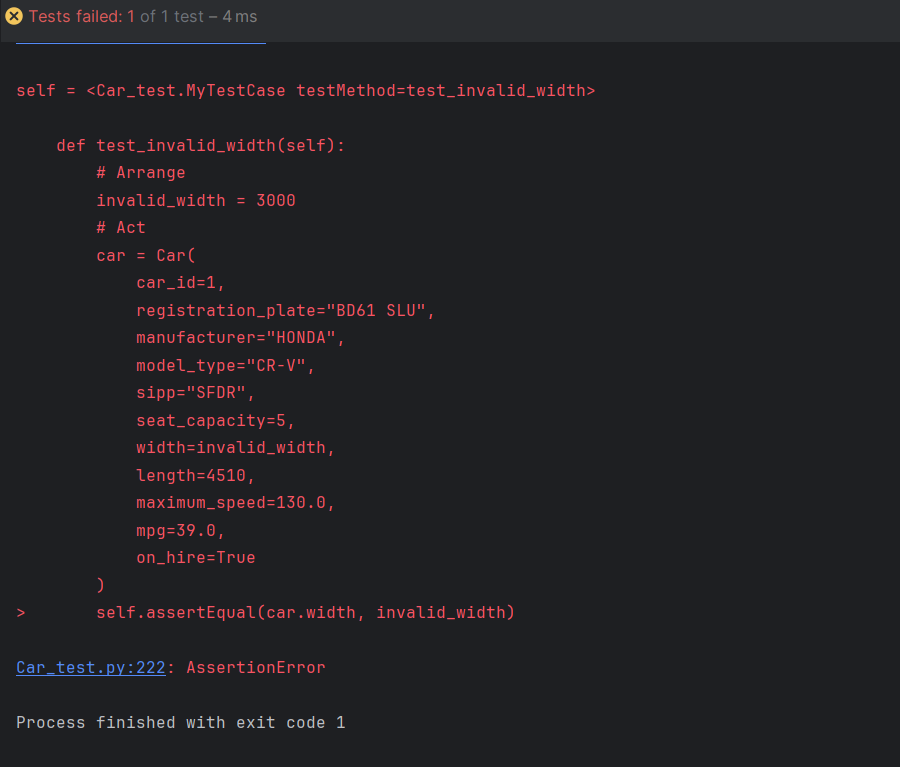 Tests failed: 1 of 1 test – 4 ms
self = <Car_test.MyTestCase testMethod=test_invalid_width>
    def test_invalid_width(self):
        # Arrange
        invalid_width = 3000
        # Act
        car = Car(
            car_id=1,
            registration_plate="BD61 SLU",
            manufacturer="HONDA",
            model_type="CR-V",
            sipp="SFDR",
            seat_capacity=5,
            width=invalid_width,
            length=4510,
            maximum_speed=130.0,
            mpg=39.0,
            on_hire=True
        )
>       self.assertEqual(car.width, invalid_width)
Car_test.py:222: AssertionError
Process finished with exit code 1